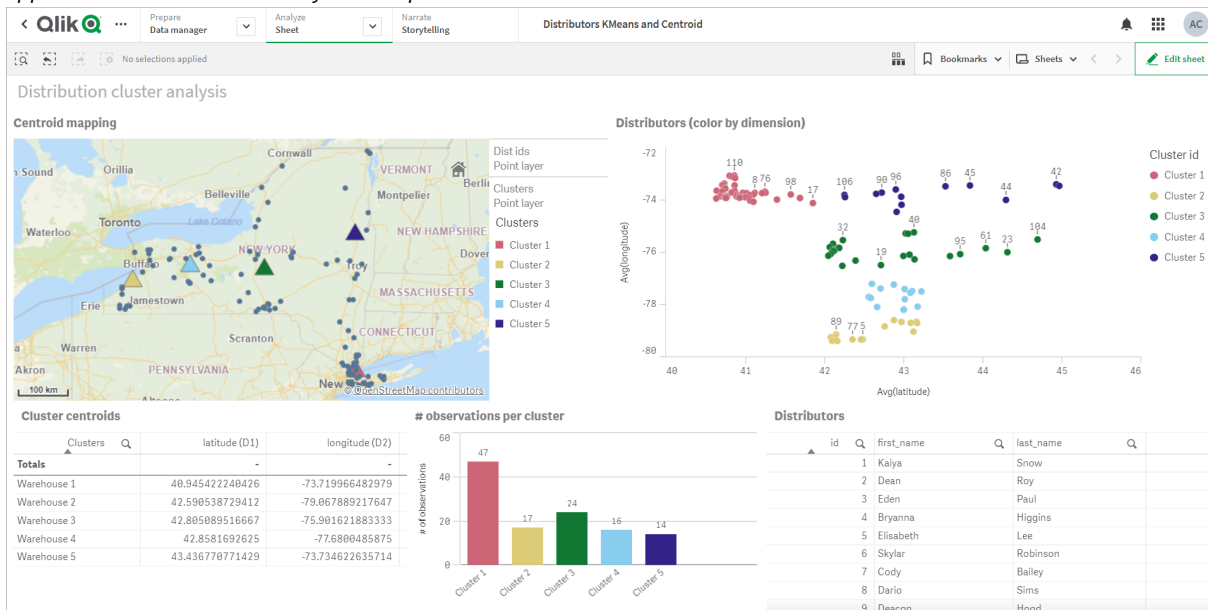 Qlik
Prepare
Data manager
Analyze
Sheet
Narrate
Storytelling
Distributors KMeans and Centroid
AC
No selections applied
Bookmarks
Sheets
Edit sheet
Distribution cluster analysis
Centroid mapping
Cornwall
Orillia
VERMONT
Montpelier
Belleville
Toronto
Lake Ontario
Waterloo
NEW HAMPSHIRE
NEW YORK
Buffalo
Troy
MASSACHUSETTS
Erie
Jamestown
CONNECTICUT
Scranton
Warren
Akron
PENNSYLVANIA
New
100 km
© OpenStreetMap contributors
Dist ids
Point layer
Clusters
Point layer
Clusters
Cluster 1
Cluster 2
Cluster 3
Cluster 4
Cluster 5
Distributors (color by dimension)
Avg(longitude)
-72
-74
-76
-78
-80
110
8 76
98
17
106
90 96
86
45
44
42
32
40
19
95
61
23
104
89
77 5
40
41
42
43
44
45
46
Avg(latitude)
Cluster id
Cluster 1
Cluster 2
Cluster 3
Cluster 4
Cluster 5
Cluster centroids
Clusters latitude (D1) longitude (D2)
Totals - -
Warehouse 1 40.945422240426 -73.719966482979
Warehouse 2 42.590538729412 -79.067889217647
Warehouse 3 42.805089516667 -75.901621883333
Warehouse 4 42.8581692625 -77.6800485875
Warehouse 5 43.436770771429 -73.734622635714
# observations per cluster
# of observations
60
40
20
0
47
17
24
16
14
Cluster 1
Cluster 2
Cluster 3
Cluster 4
Cluster 5
Distributors
id first_name last_name
1 Kaiya Snow
2 Dean Roy
3 Eden Paul
4 Bryanna Higgins
5 Elisabeth Lee
6 Skylar Robinson
7 Cody Bailey
8 Dario Sims
9 Deacon Hood